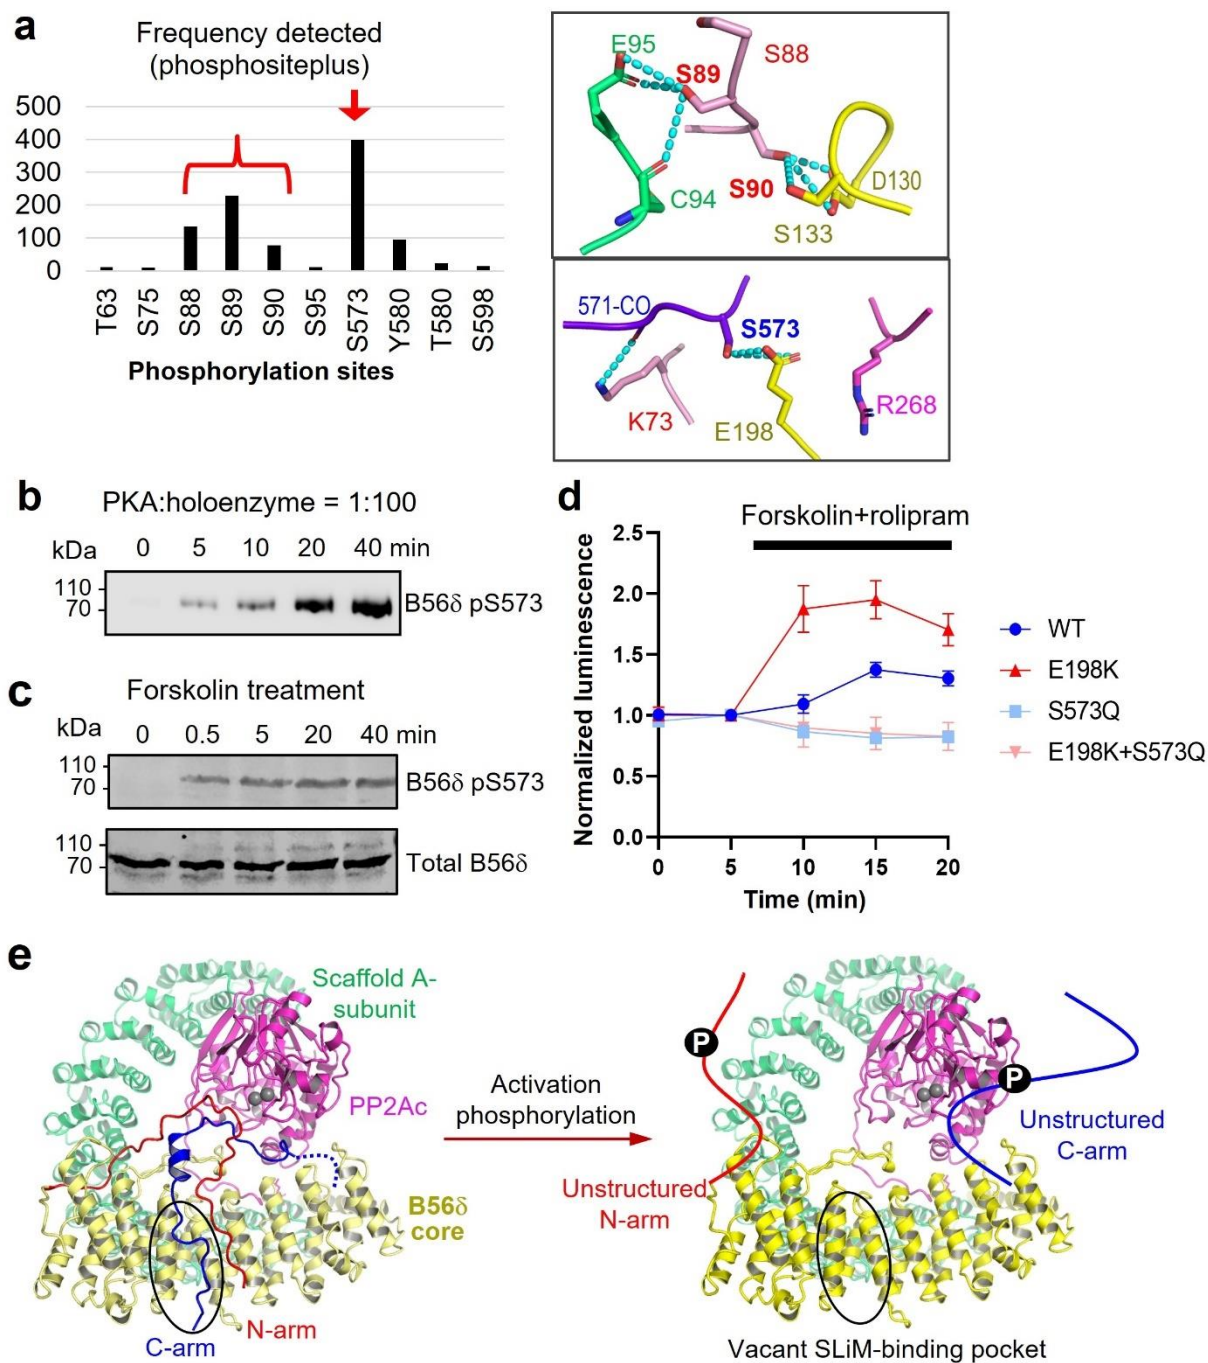 a
Frequency detected
(phosphositeplus)
500
400
300
200
100
0
T63
S75
S88
S89
S90
S95
S573
Y580
T580
S598
Phosphorylation sites
E95
S89
S88
C94
S90
D130
S133
571-CO
S573
K73
E198
R268
b
PKA:holoenzyme = 1:100
kDa
0 5 10 20 40 min
110
70
B56δ pS573
c
Forskolin treatment
kDa
0 0.5 5 20 40 min
110
70
B56δ pS573
110
70
Total B56δ
d
Forskolin+rolipram
Normalized luminescence
2.5
2.0
1.5
1.0
0.5
0.0
0 5 10 15 20
Time (min)
WT
E198K
S573Q
E198K+S573Q
e
Scaffold A-
subunit
PP2Ac
B56δ
core
N-arm
C-arm
Activation
phosphorylation
P
P
Unstructured
N-arm
Unstructured
C-arm
Vacant SLiM-binding pocket